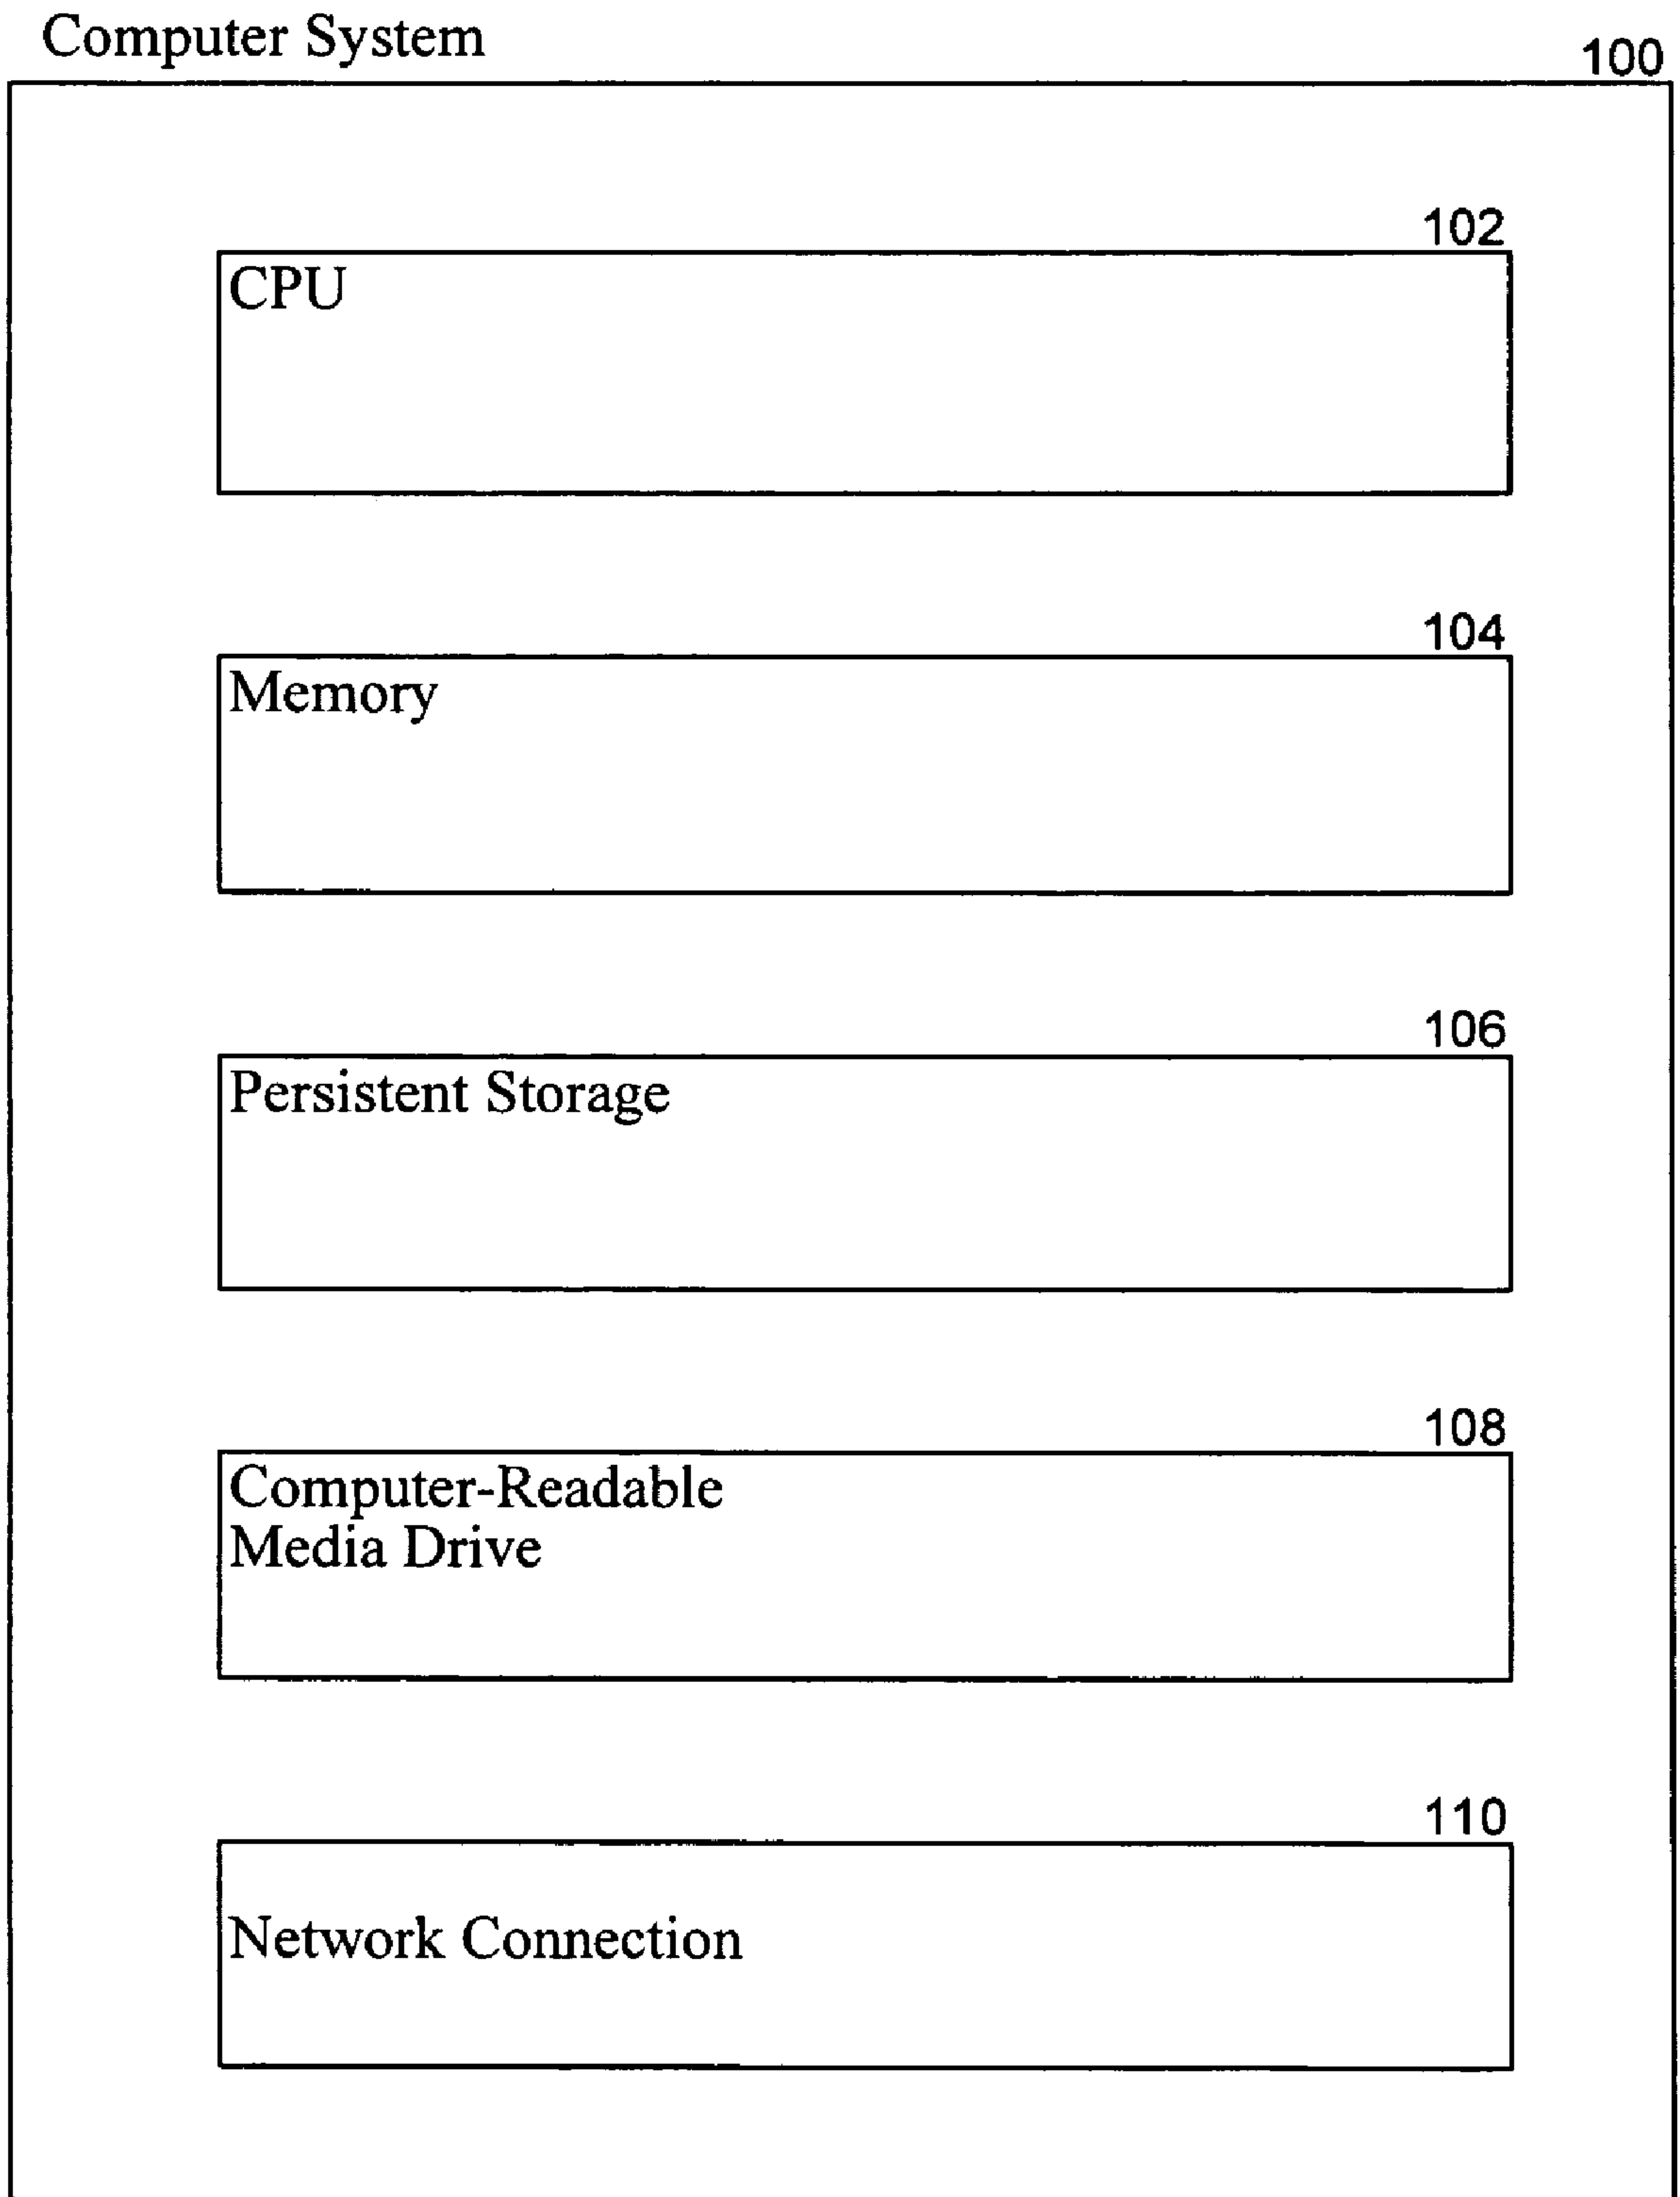 Computer System
100
102
CPU
104
Memory
106
Persistent Storage
108
Computer-Readable
Media Drive
110
Network Connection